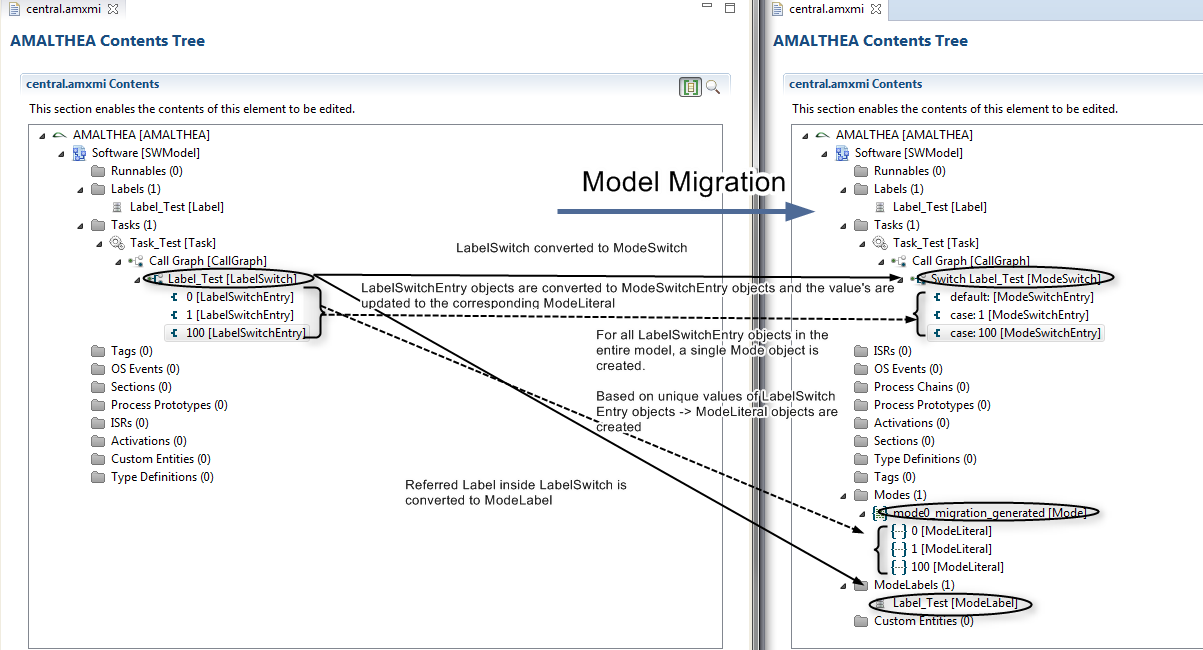 central.amxmi
AMALTHEA Contents Tree
central.amxmi Contents
This section enables the contents of this element to be edited.
AMALTHEA [AMALTHEA]
Software [SWModel]
Runnables (0)
Labels (1)
Label_Test [Label]
Tasks (1)
Task_Test [Task]
Call Graph [CallGraph]
Label_Test [LabelSwitch]
0 [LabelSwitchEntry]
1 [LabelSwitchEntry]
100 [LabelSwitchEntry]
Tags (0)
OS Events (0)
Sections (0)
Process Prototypes (0)
ISRs (0)
Activations (0)
Custom Entities (0)
Type Definitions (0)
Model Migration
LabelSwitch converted to ModeSwitch
LabelSwitchEntry objects are converted to ModeSwitchEntry objects and the value's are
updated to the corresponding ModeLiteral
For all LabelSwitchEntry objects in the
entire model, a single Mode object is
created.
Based on unique values of LabelSwitch
Entry objects -> ModeLiteral objects are
created
Referred Label inside LabelSwitch is
converted to ModeLabel
central.amxmi
AMALTHEA Contents Tree
central.amxmi Contents
This section enables the contents of this element to be edited.
AMALTHEA [AMALTHEA]
Software [SWModel]
Runnables (0)
Labels (1)
Label_Test [Label]
Tasks (1)
Task_Test [Task]
Call Graph [CallGraph]
Switch Label_Test [ModeSwitch]
default: [ModeSwitchEntry]
case: 1 [ModeSwitchEntry]
case: 100 [ModeSwitchEntry]
ISRs (0)
OS Events (0)
Process Chains (0)
Process Prototypes (0)
Activations (0)
Sections (0)
Type Definitions (0)
Tags (0)
Modes (1)
mode0_migration_generated [Mode]
0 [ModeLiteral]
1 [ModeLiteral]
100 [ModeLiteral]
ModeLabels (1)
Label_Test [ModeLabel]
Custom Entities (0)